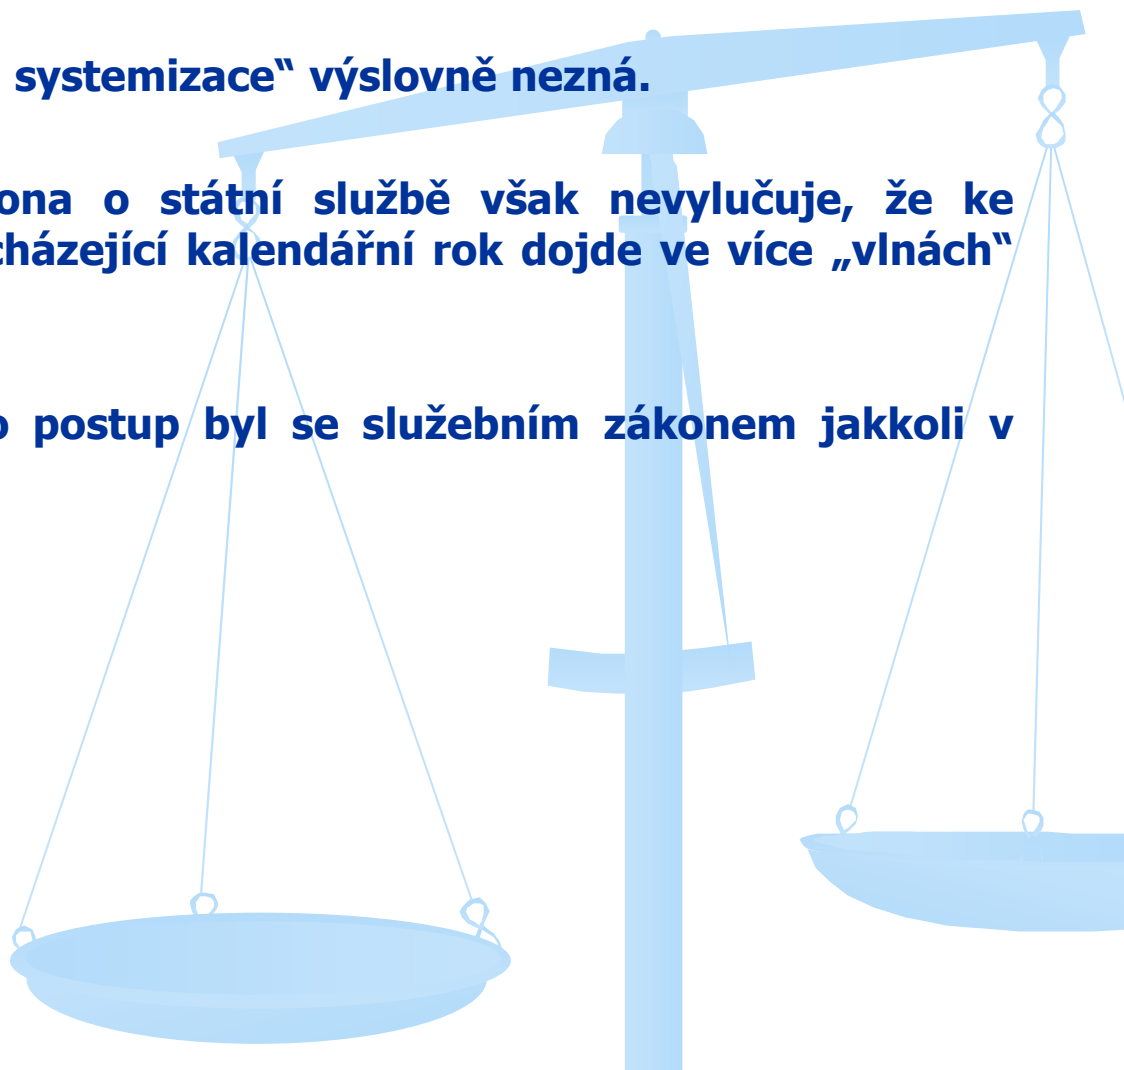 systemizace“ výslovně nezná.
ona o státní službě však nevylučuje, že ke
cházející kalendářní rok dojde ve více „vlnách“
postup byl se služebním zákonem jakkoli v